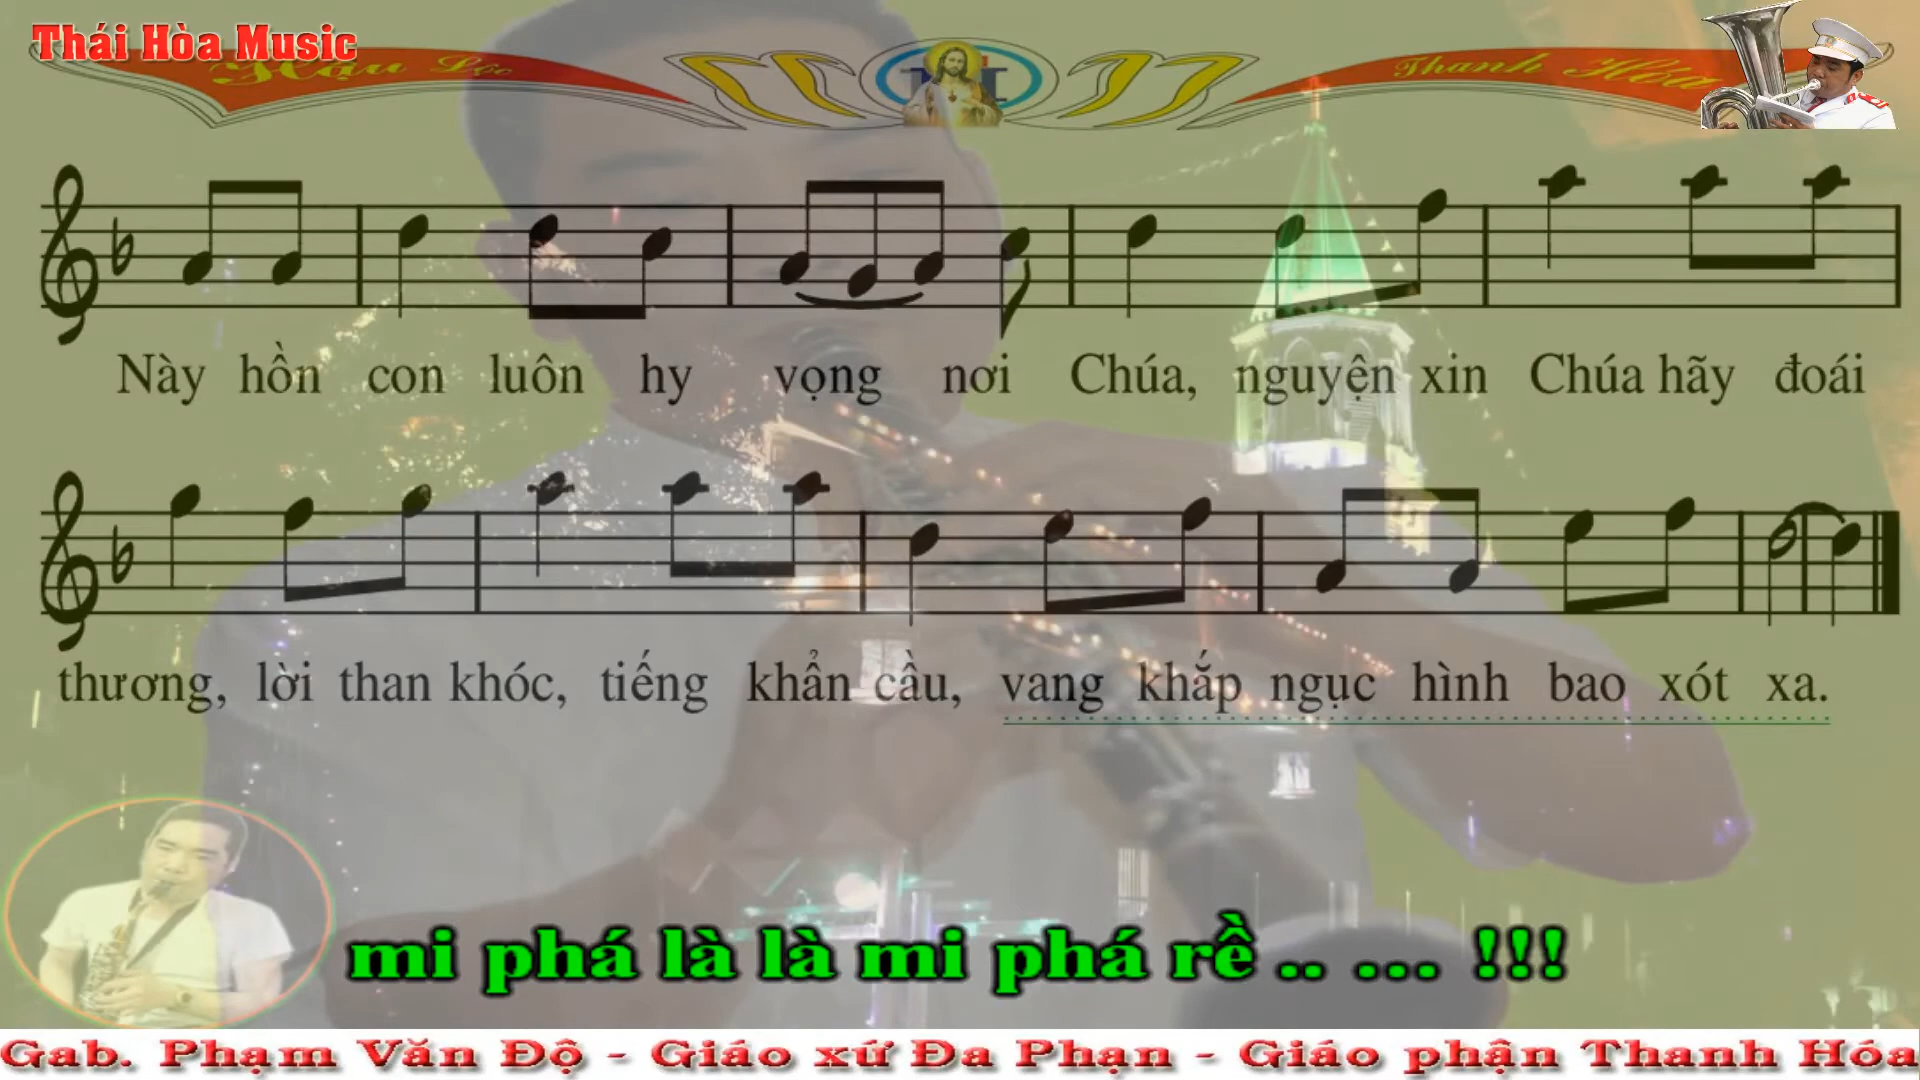 Thái Hòa Music
Hậu Lộc
Thanh Hóa
Này hồn con luôn hy vọng nơi Chúa, nguyện xin Chúa hãy đoái
thương, lời than khóc, tiếng khẩn cầu, vang khắp ngục hình bao xót xa.
mi phá là là mi phá rề .. ... !!!
Gab. Phạm Văn Độ - Giáo xứ Đa Phạn - Giáo phận Thanh Hóa